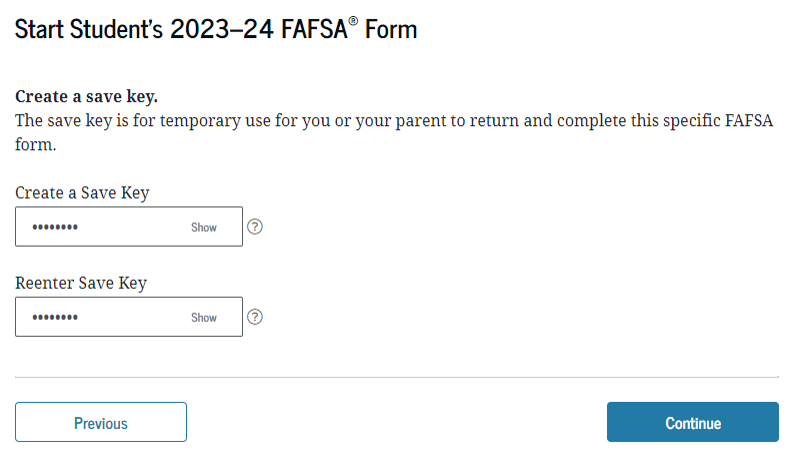 Start Student's 2023–24 FAFSA® Form
Create a save key.
The save key is for temporary use for you or your parent to return and complete this specific FAFSA
form.
Create a Save Key
•••••••• Show ?
Reenter Save Key
•••••••• Show ?
Previous Continue